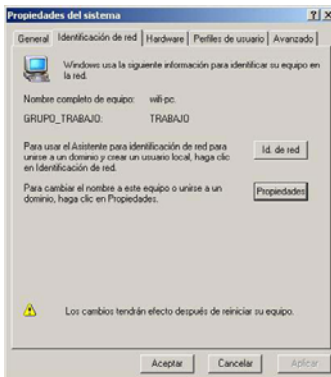 Propiedades del sistema
General
Identificación de red
Hardware
Perfiles de usuario
Avanzado
Windows usa la siguiente información para identificar su equipo en
la red.
Nombre completo de equipo: wifi-pc.
GRUPO_TRABAJO: TRABAJO
Para usar el Asistente para identificación de red para
unirse a un dominio y crear un usuario local, haga clic
en Identificación de red.
Id. de red
Para cambiar el nombre a este equipo o unirse a un
dominio, haga clic en Propiedades.
Propiedades
Los cambios tendrán efecto después de reiniciar su equipo.
Aceptar
Cancelar
Aplicar